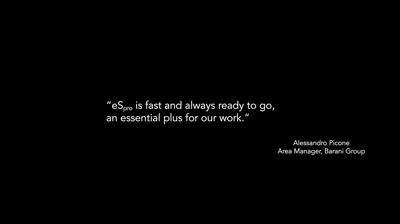 “eSpro is fast and always ready to go,
an essential plus for our work.”
Alessandro Picone
Area Manager, Barani Group